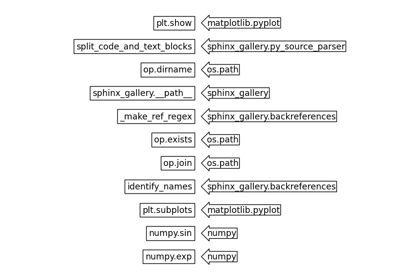 plt.show matplotlib.pyplot
split_code_and_text_blocks sphinx_gallery.py_source_parser
op.dirname os.path
sphinx_gallery.__path__ sphinx_gallery
_make_ref_regex sphinx_gallery.backreferences
op.exists os.path
op.join os.path
identify_names sphinx_gallery.backreferences
plt.subplots matplotlib.pyplot
numpy.sin numpy
numpy.exp numpy